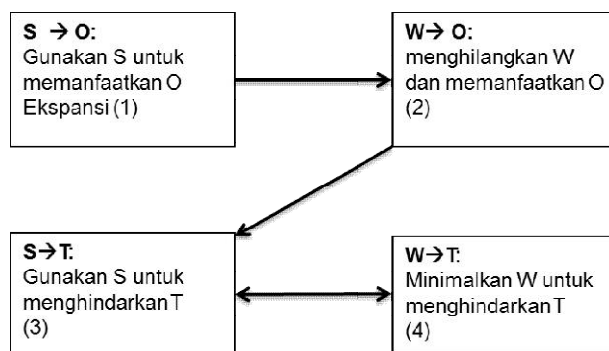 S → O:
Gunakan S untuk
memanfaatkan O
Ekspansi (1)
W→ O:
menghilangkan W
dan memanfaatkan O
(2)
S→T:
Gunakan S untuk
menghindarkan T
(3)
W→T:
Minimalkan W untuk
menghindarkan T
(4)